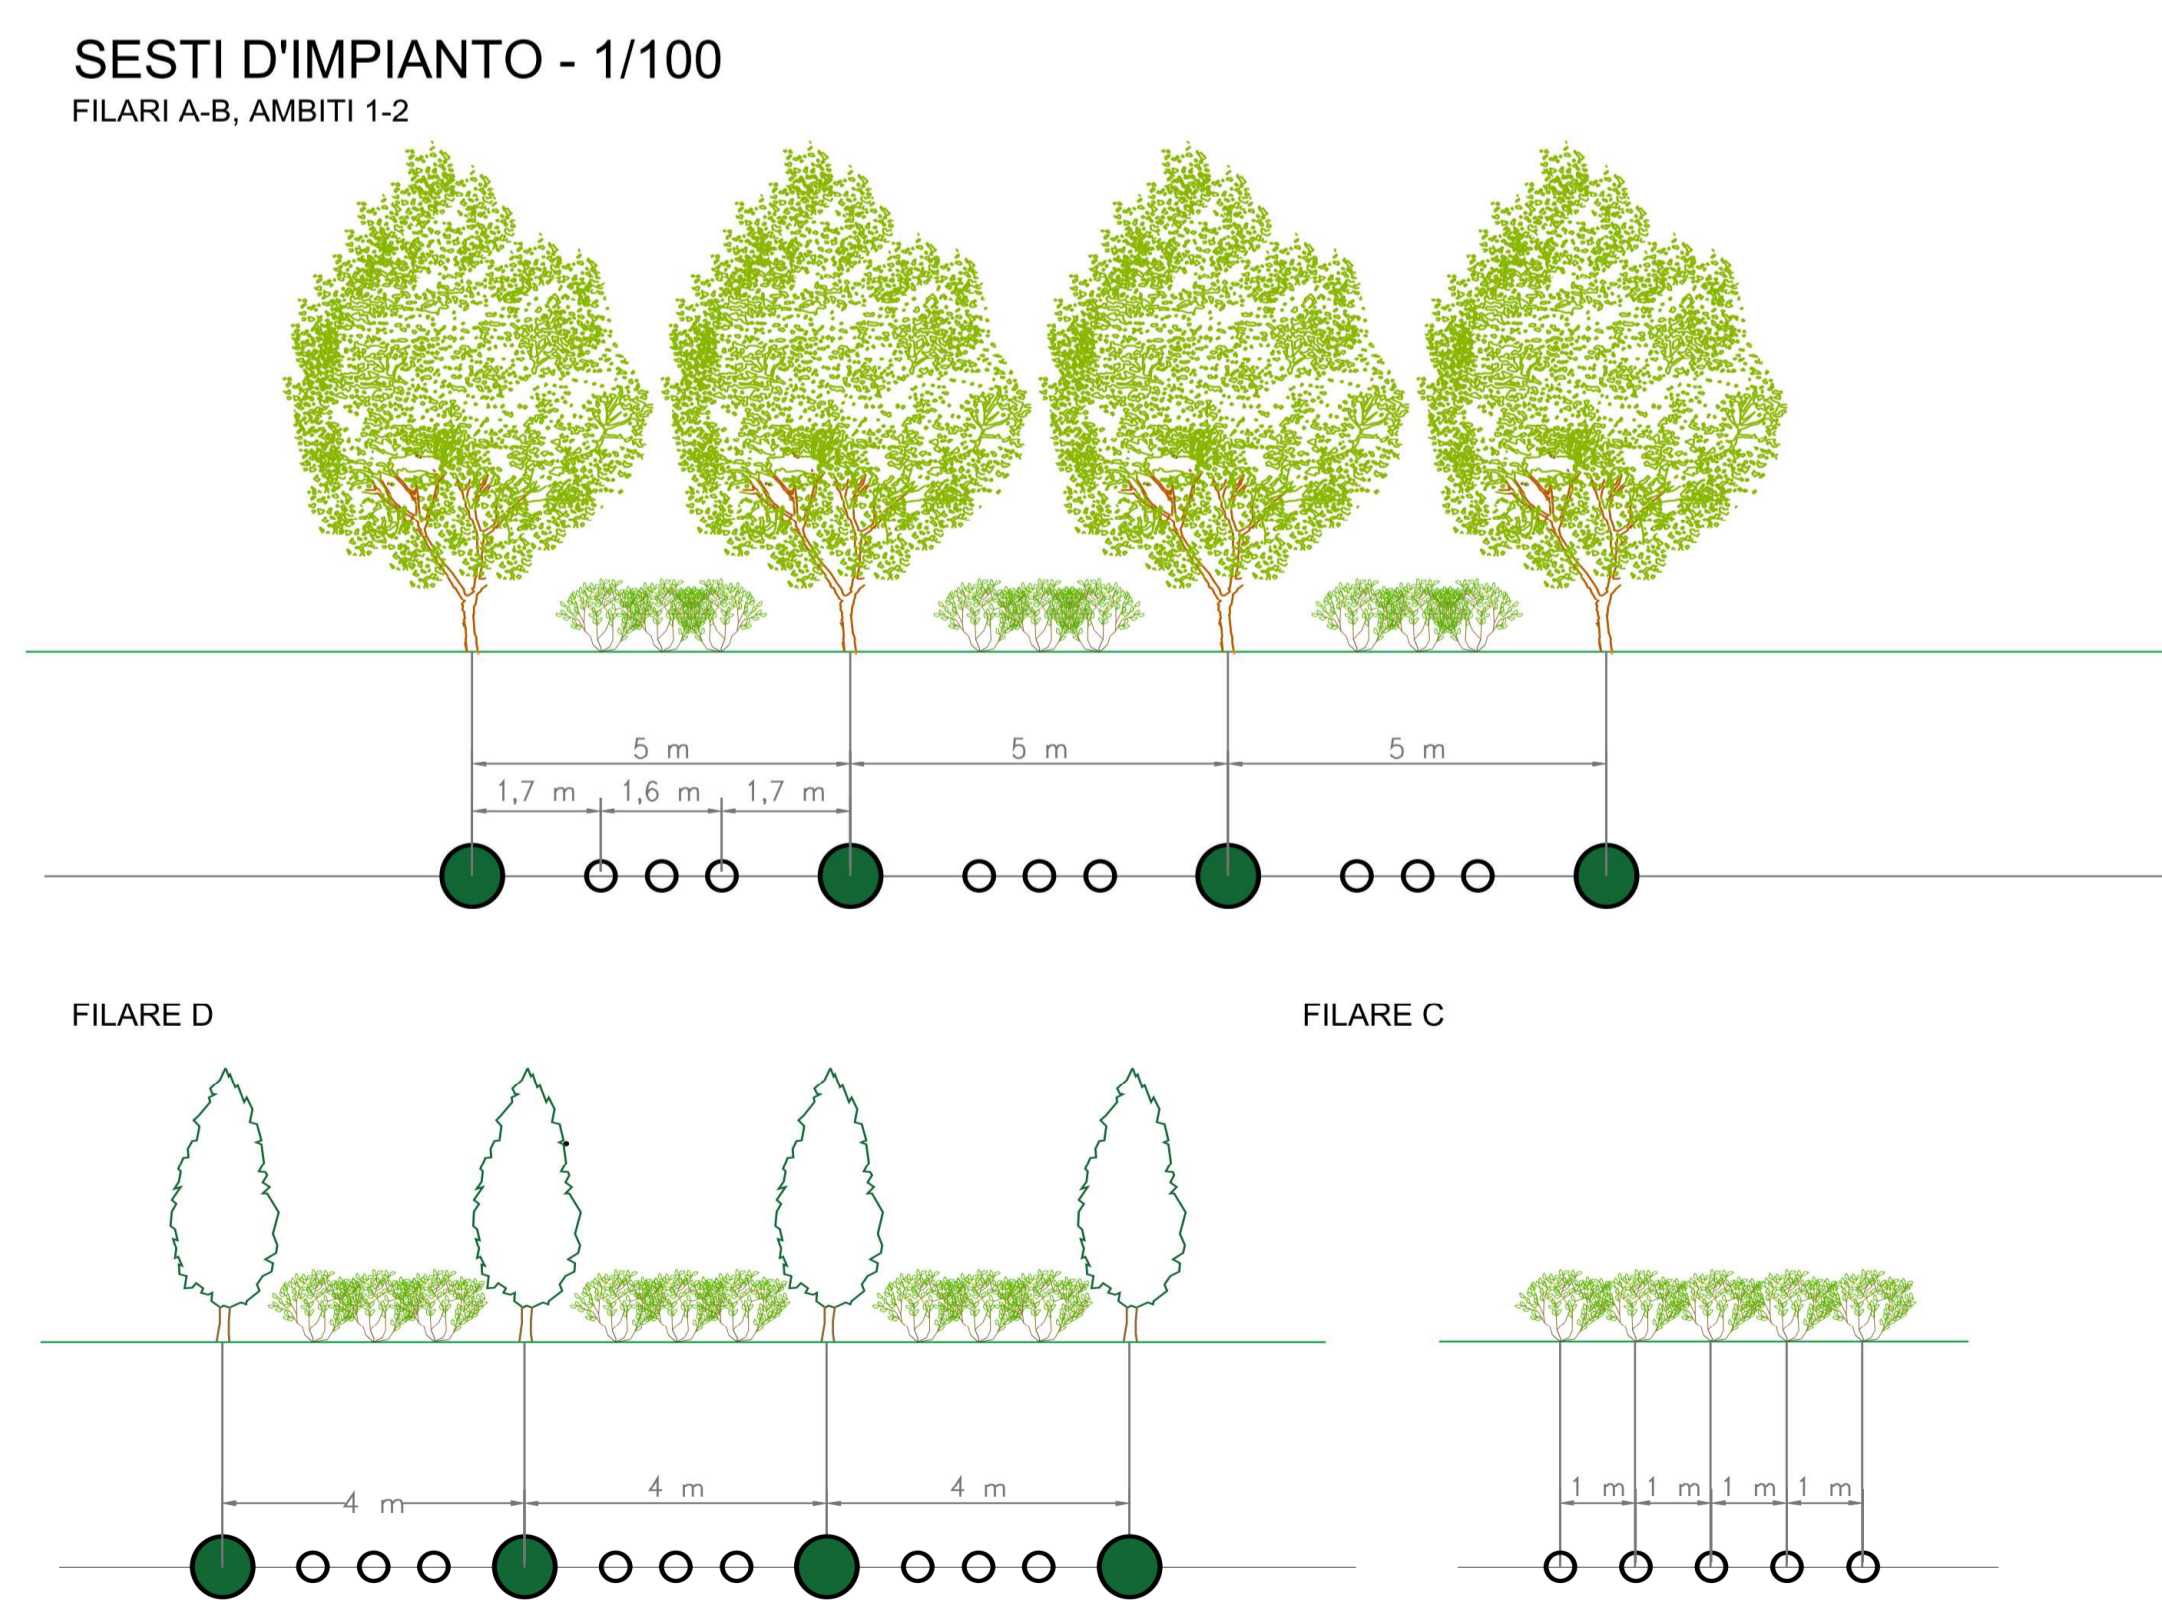 SESTI D'IMPIANTO - 1/100
FILARI A-B, AMBITI 1-2
5 m 5 m 5 m
1,7 m 1,6 m 1,7 m
FILARE D FILARE C
4 m 4 m 4 m
1 m 1 m 1 m 1 m